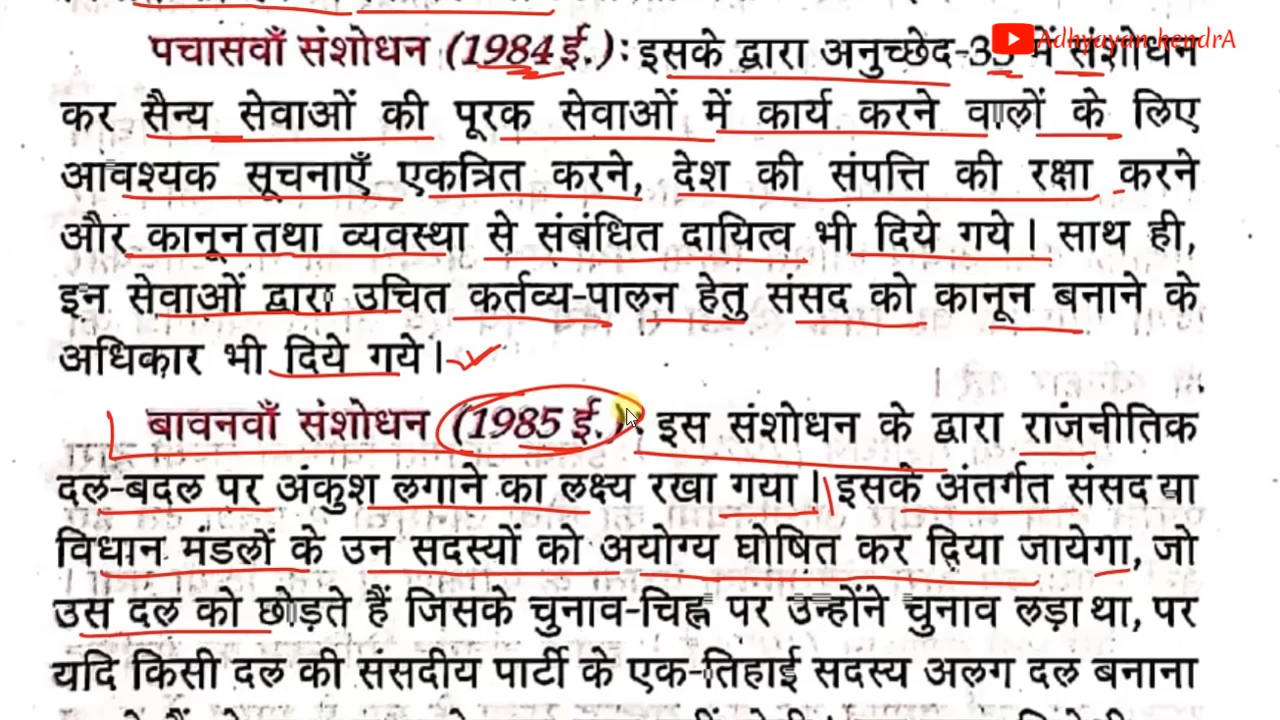 Adhyayan kendrA
पचासवाँ संशोधन (1984 ई.) : इसके द्वारा अनुच्छेद-33 में संशोधन
कर सैन्य सेवाओं की पूरक सेवाओं में कार्य करने वालों के लिए
आवश्यक सूचनाएँ एकत्रित करने, देश की संपत्ति की रक्षा करने
और कानून तथा व्यवस्था से संबंधित दायित्व भी दिये गये। साथ ही,
इन सेवाओं द्वारा उचित कर्तव्य-पालन हेतु संसद को कानून बनाने के
अधिकार भी दिये गये।
बावनवाँ संशोधन (1985 ई.) : इस संशोधन के द्वारा राजनीतिक
दल-बदल पर अंकुश लगाने का लक्ष्य रखा गया। इसके अंतर्गत संसद या
विधान मंडलों के उन सदस्यों को अयोग्य घोषित कर दिया जायेगा, जो
उस दल को छोड़ते हैं जिसके चुनाव-चिह्न पर उन्होंने चुनाव लड़ा था, पर
यदि किसी दल की संसदीय पार्टी के एक-तिहाई सदस्य अलग दल बनाना